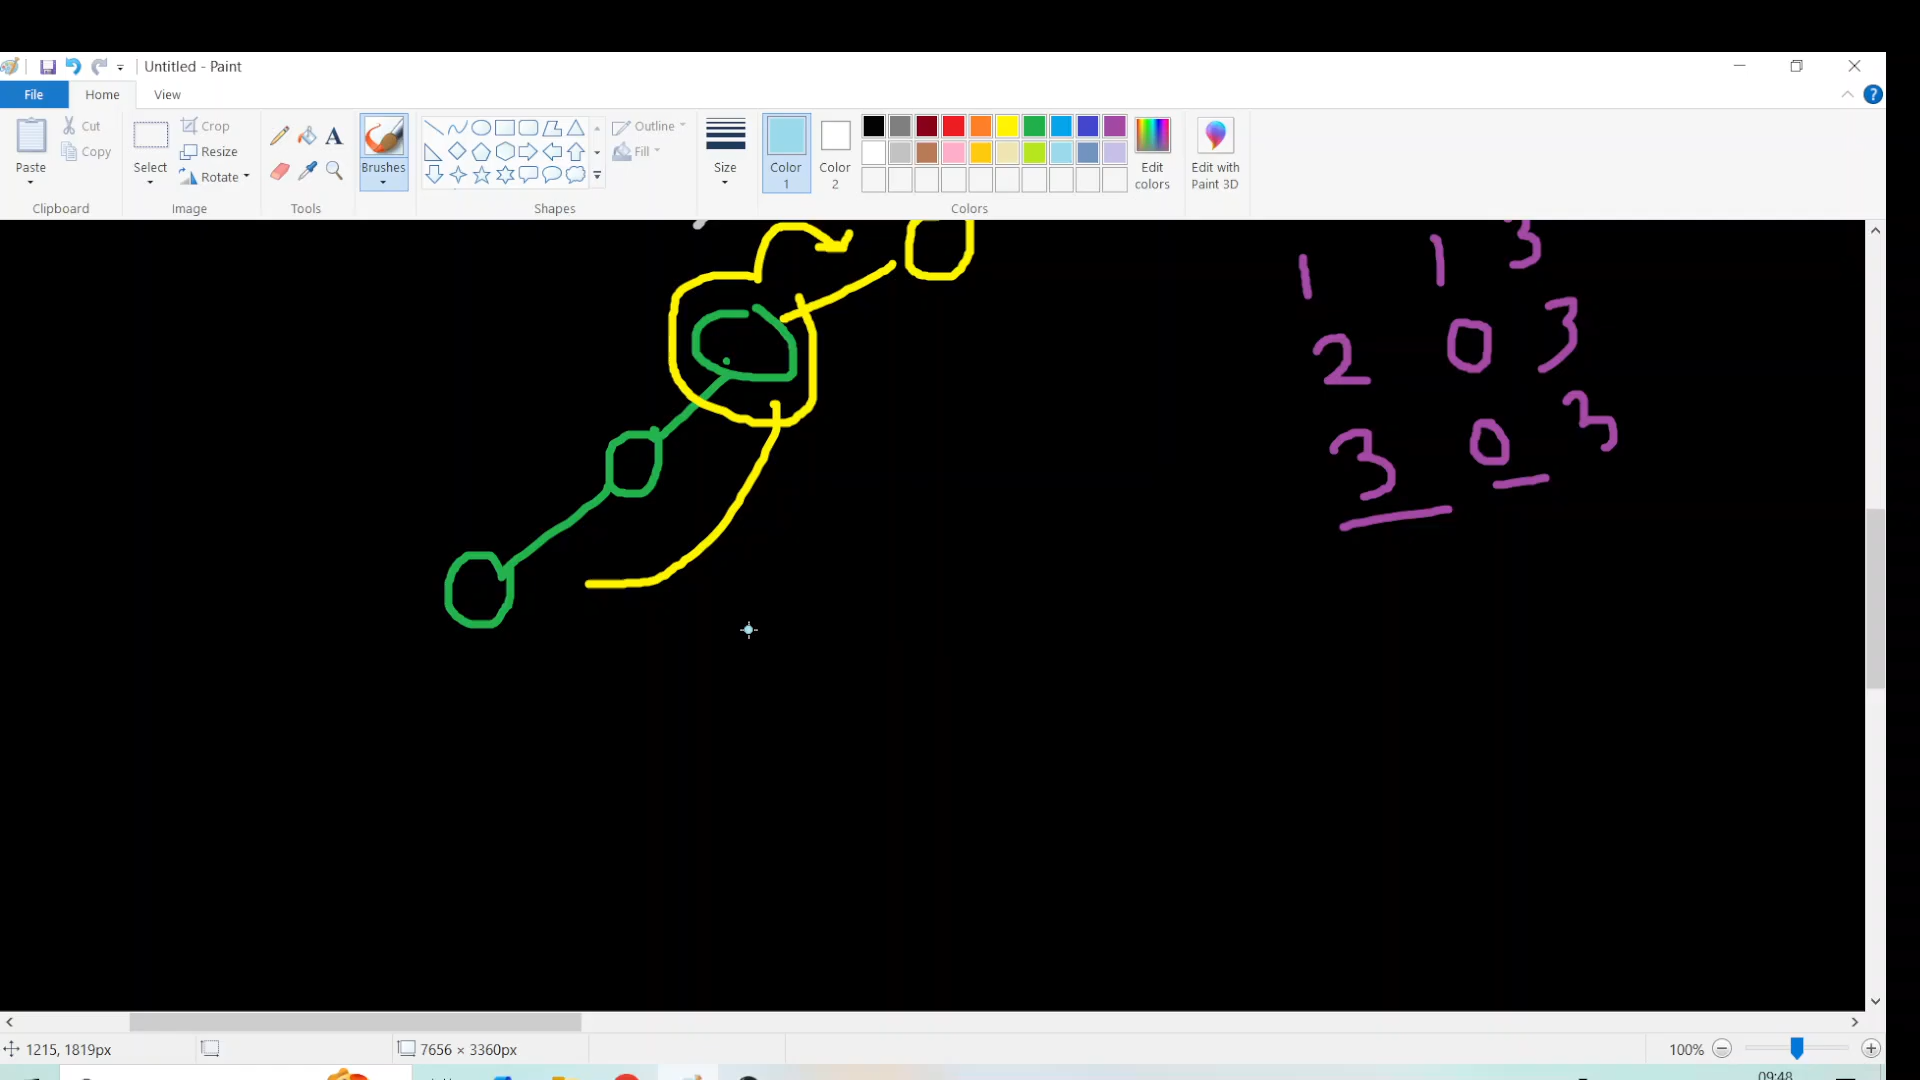 Untitled - Paint
File Home View
Paste Cut Copy Clipboard
Select Crop Resize Rotate Image
Tools
Brushes
Outline Fill Shapes
Size
Color 1
Color 2
Colors
Edit colors
Edit with Paint 3D
1 1 3
2 0 3
3 0 3
1215, 1819px
7656 × 3360px
100%
09:48